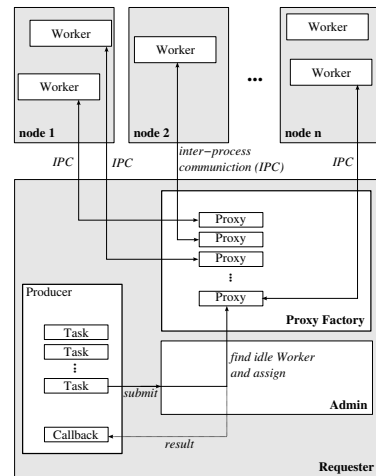 Worker
Worker
node 1
Worker
node 2
...
Worker
Worker
node n
IPC
IPC
inter−process
communiction (IPC)
IPC
Proxy
Proxy
Proxy
...
Proxy
Proxy Factory
Producer
Task
Task
...
Task
Callback
submit
find idle Worker
and assign
Admin
result
Requester